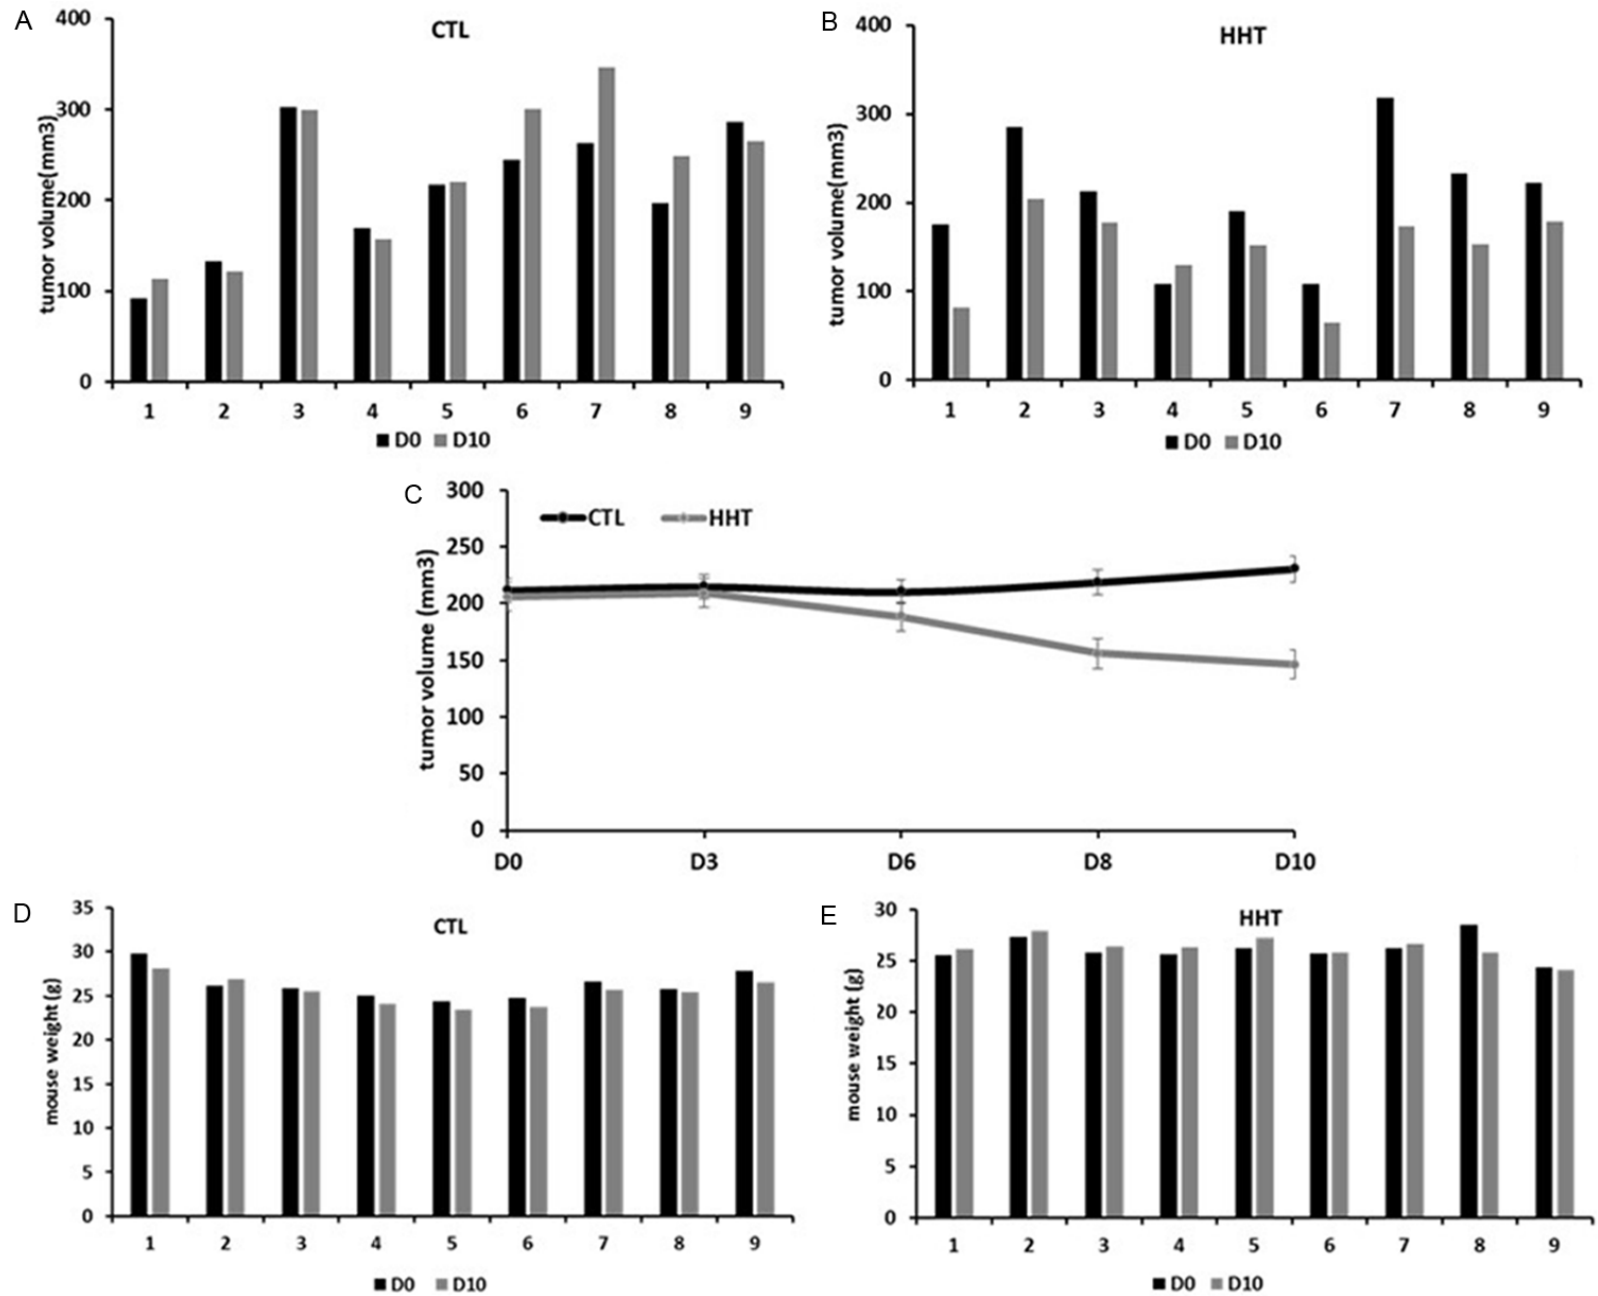 A
CTL
tumor volume(mm3)
400
300
200
100
0
1 2 3 4 5 6 7 8 9
D0 D10
B
HHT
tumor volume(mm3)
400
300
200
100
0
1 2 3 4 5 6 7 8 9
D0 D10
C
CTL HHT
tumor volume (mm3)
300
250
200
150
100
50
0
D0 D3 D6 D8 D10
D
CTL
mouse weight (g)
35
30
25
20
15
10
5
0
1 2 3 4 5 6 7 8 9
D0 D10
E
HHT
mouse weight (g)
30
25
20
15
10
5
0
1 2 3 4 5 6 7 8 9
D0 D10